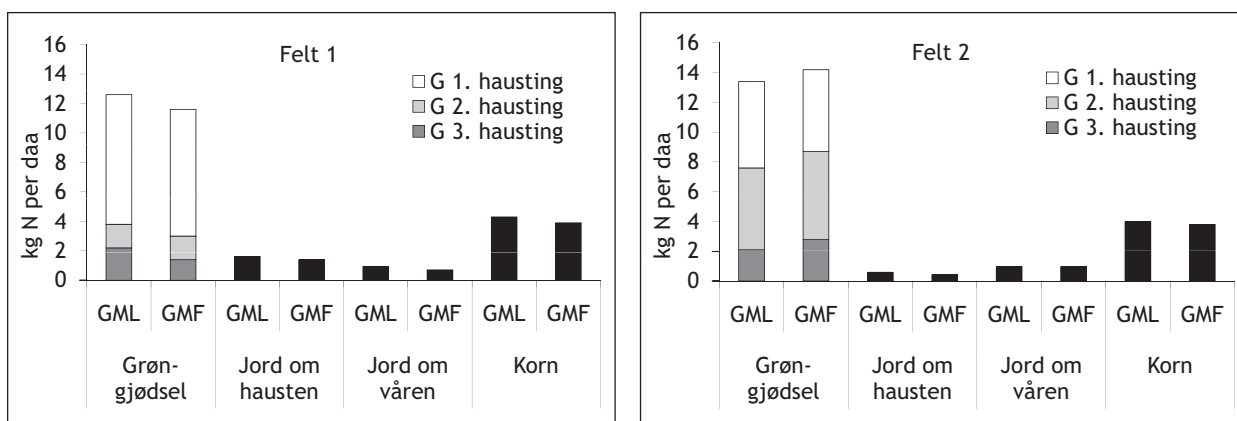 Felt 1
G 1. hausting
G 2. hausting
G 3. hausting
kg N per daa
16
14
12
10
8
6
4
2
0
GML GMF GML GMF GML GMF GML GMF
Grøn- Jord om Jord om Korn
gjødsel hausten våren
Felt 2
G 1. hausting
G 2. hausting
G 3. hausting
kg N per daa
16
14
12
10
8
6
4
2
0
GML GMF GML GMF GML GMF GML GMF
Grøn- Jord om Jord om Korn
gjødsel hausten våren